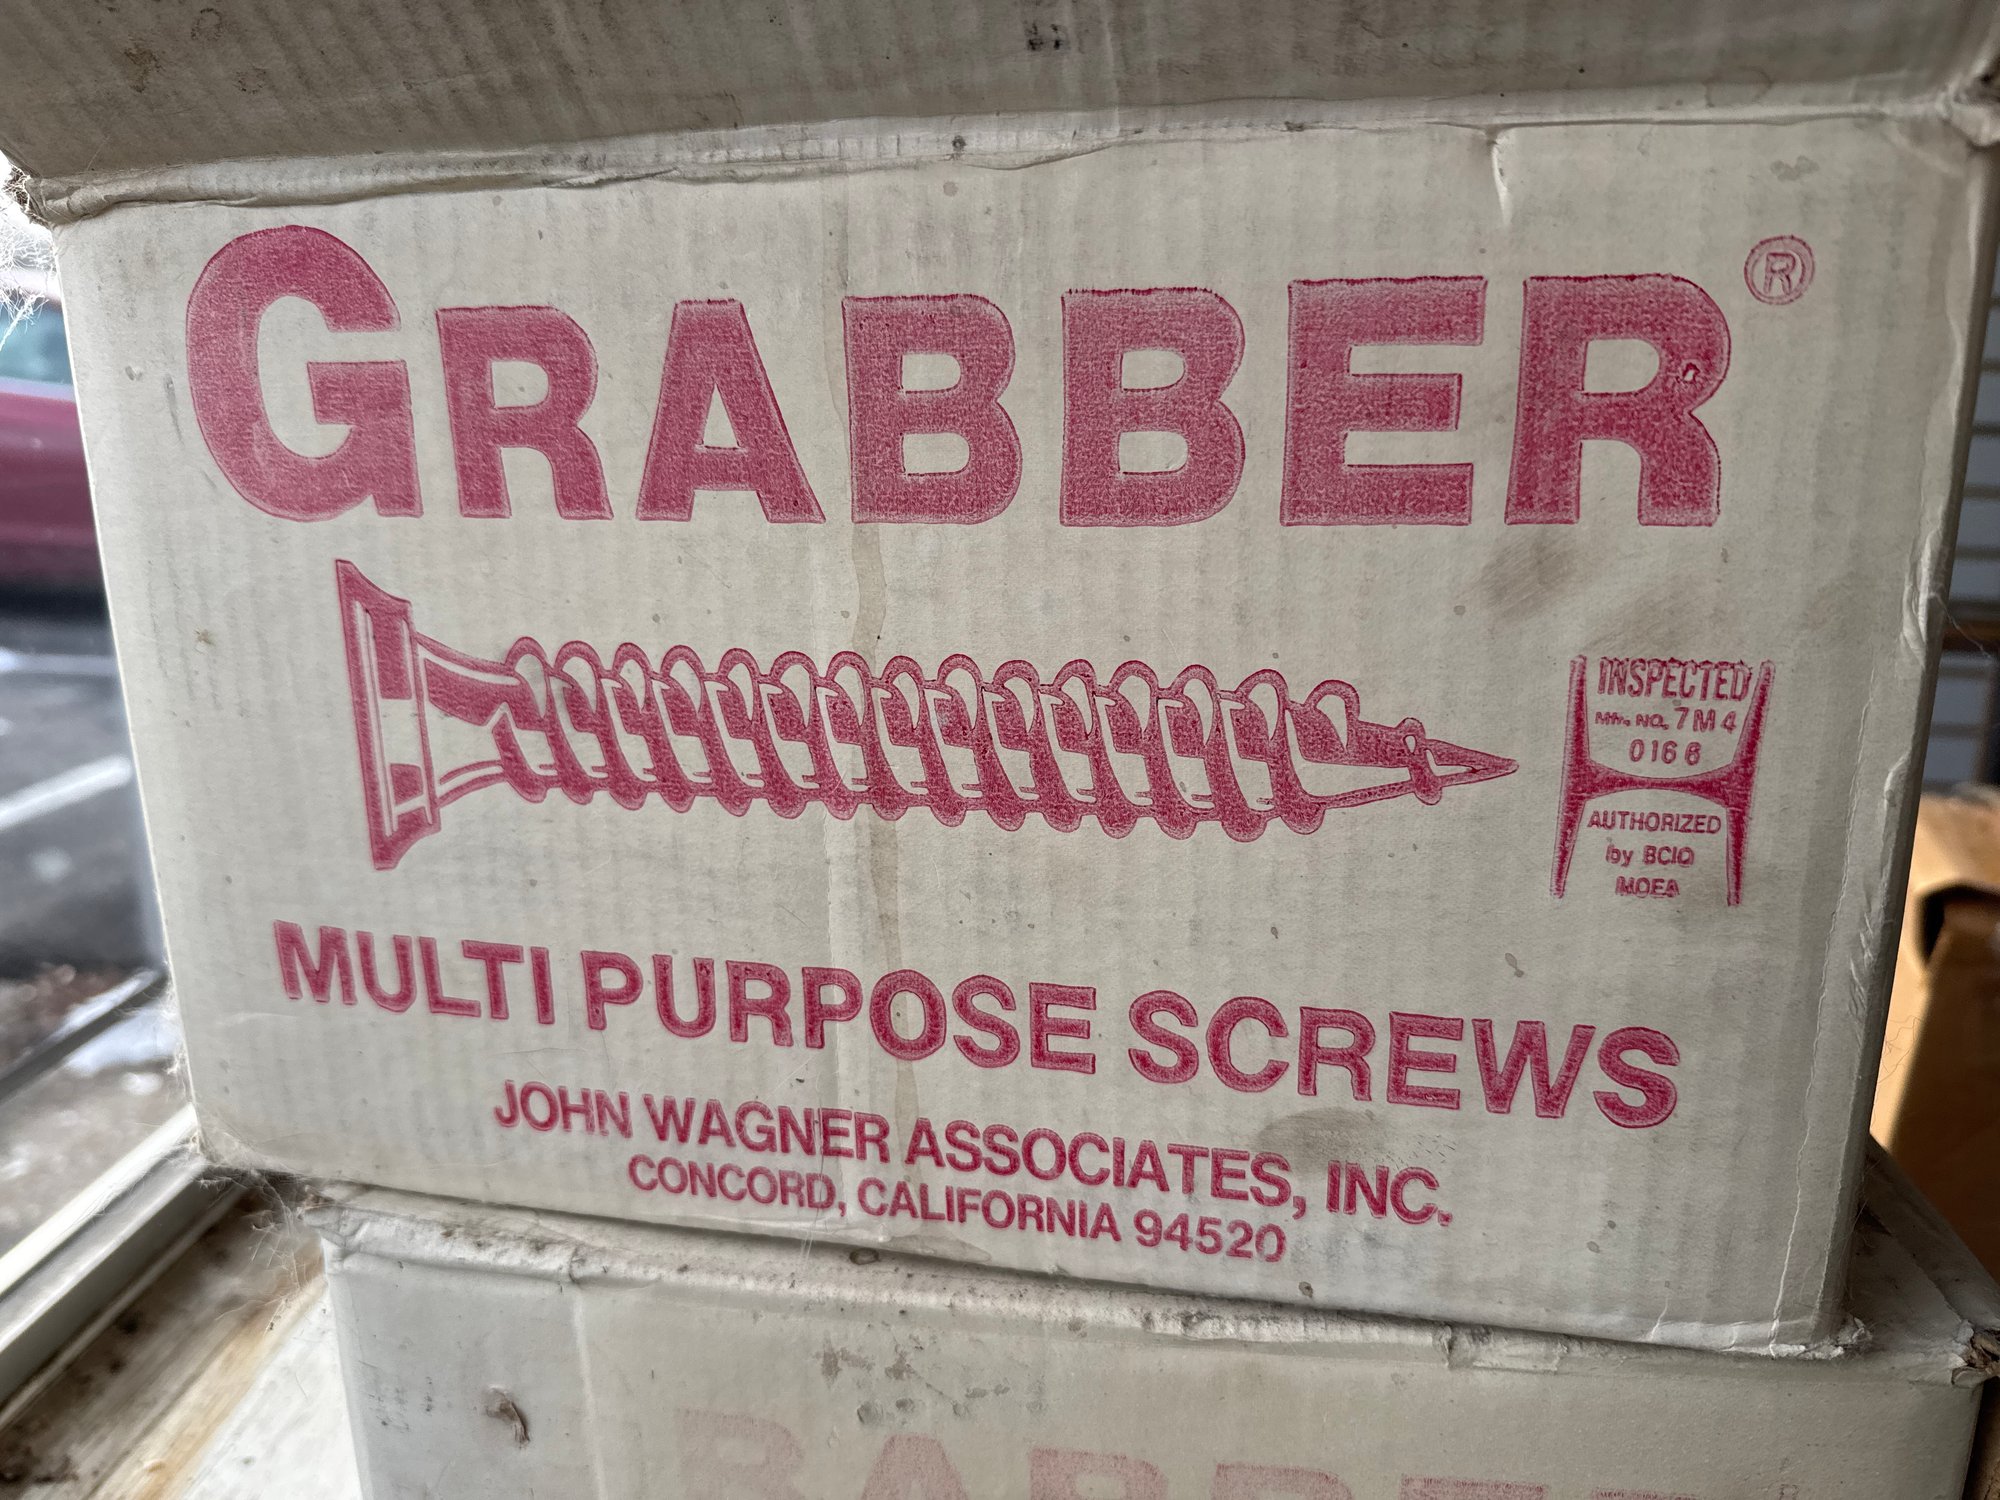 GRABBER®
INSPECTED
Mfr. NO. 7M4
0166
AUTHORIZED
by BCIQ
MOEA
MULTI PURPOSE SCREWS
JOHN WAGNER ASSOCIATES, INC.
CONCORD, CALIFORNIA 94520